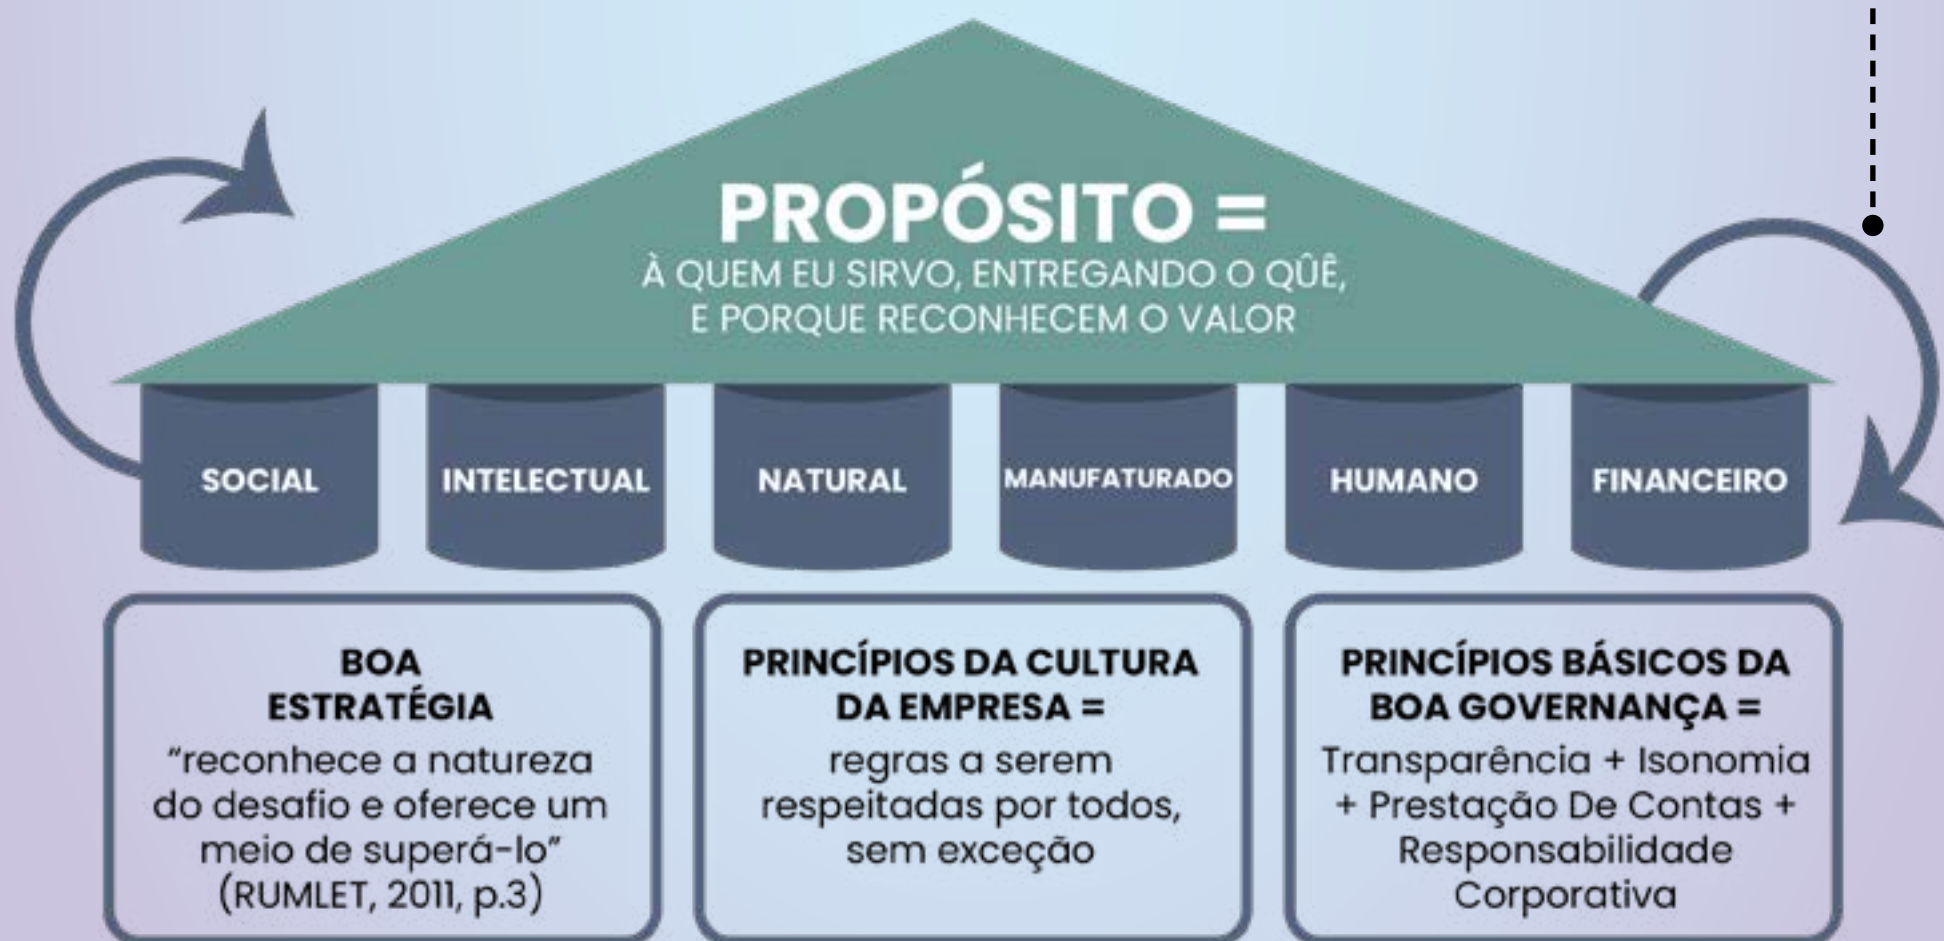 PROPÓSITO =
À QUEM EU SIRVO, ENTREGANDO O QÛÊ,
E PORQUE RECONHECEM O VALOR
SOCIAL
INTELECTUAL
NATURAL
MANUFATURADO
HUMANO
FINANCEIRO
BOA
ESTRATÉGIA
“reconhece a natureza
do desafio e oferece um
meio de superá-lo”
(RUMLET, 2011, p.3)
PRINCÍPIOS DA CULTURA
DA EMPRESA =
regras a serem
respeitadas por todos,
sem exceção
PRINCÍPIOS BÁSICOS DA
BOA GOVERNANÇA =
Transparência + Isonomia
+ Prestação De Contas +
Responsabilidade
Corporativa